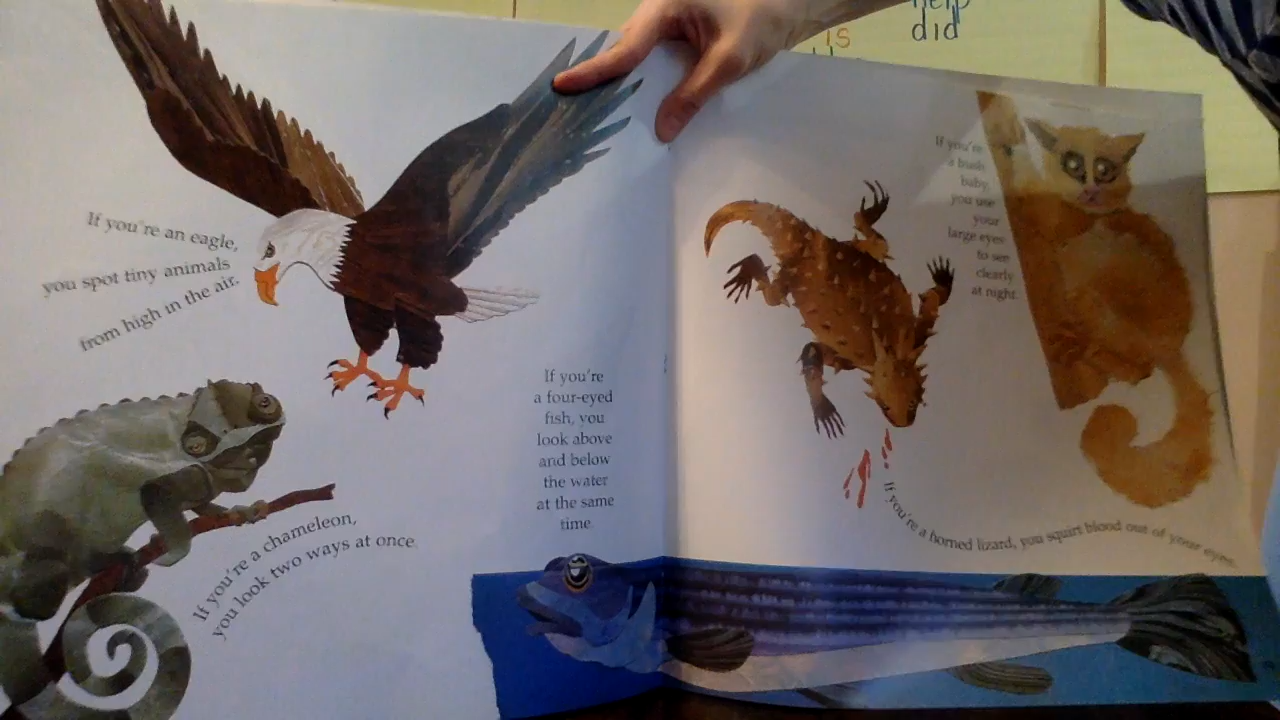 help
did
is
If you're an eagle,
you spot tiny animals
from high in the air.
If you're a chameleon,
you look two ways at once.
If you're
a four-eyed
fish, you
look above
and below
the water
at the same
time.
If you're
a bush
baby,
you use
your
large eyes
to see
clearly
at night.
If you're a horned lizard, you squirt blood out of your eyes.